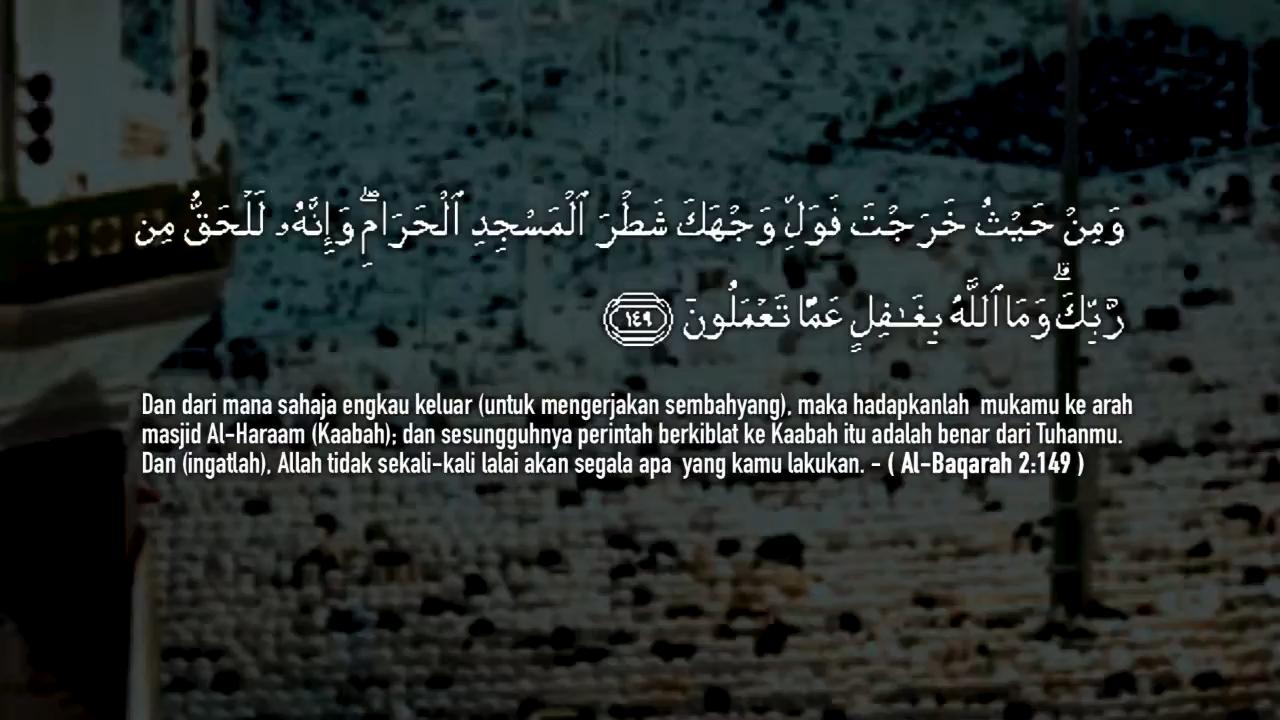 وَمِنْ حَيْثُ خَرَجْتَ فَوَلِّ وَجْهَكَ شَطْرَ ٱلْمَسْجِدِ ٱلْحَرَامِ ۖ وَإِنَّهُۥ لَلْحَقُّ مِن
رَّبِّكَ ۗ وَمَا ٱللَّهُ بِغَـٰفِلٍ عَمَّا تَعْمَلُونَ ١٤٩
Dan dari mana sahaja engkau keluar (untuk mengerjakan sembahyang), maka hadapkanlah  mukamu ke arah
masjid Al-Haraam (Kaabah); dan sesungguhnya perintah berkiblat ke Kaabah itu adalah benar dari Tuhanmu.
Dan (ingatlah), Allah tidak sekali-kali lalai akan segala apa  yang kamu lakukan. - ( Al-Baqarah 2:149 )